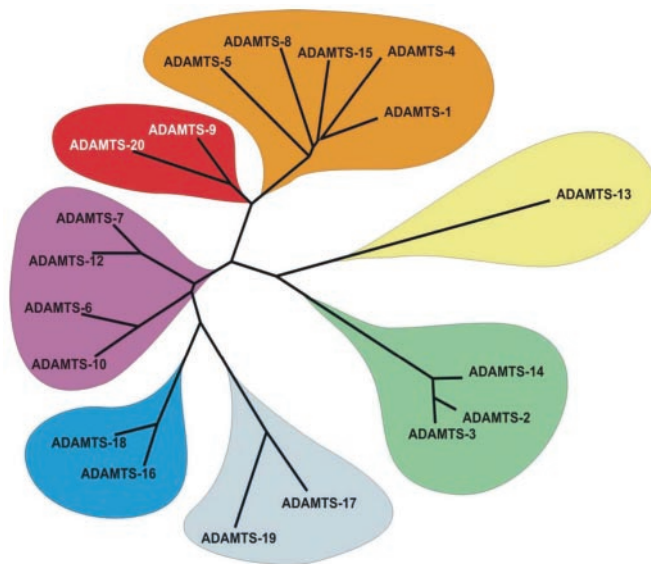 ADAMTS-8
ADAMTS-15
ADAMTS-4
ADAMTS-5
ADAMTS-1
ADAMTS-9
ADAMTS-20
ADAMTS-13
ADAMTS-7
ADAMTS-12
ADAMTS-6
ADAMTS-10
ADAMTS-14
ADAMTS-2
ADAMTS-3
ADAMTS-18
ADAMTS-16
ADAMTS-17
ADAMTS-19